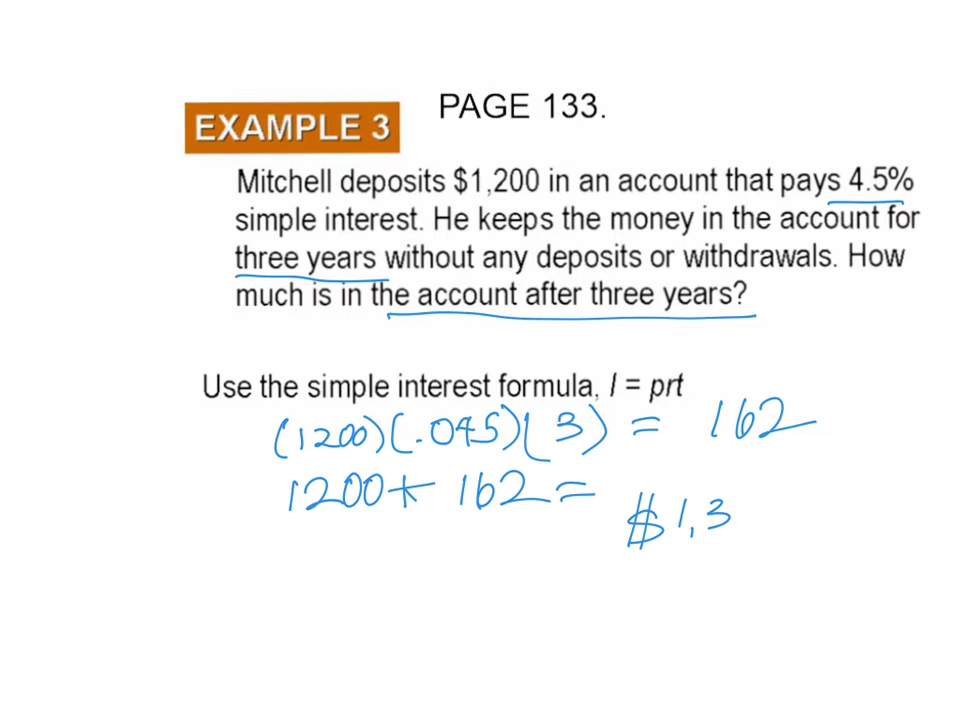 PAGE 133.
EXAMPLE 3
Mitchell deposits $1,200 in an account that pays 4.5%
simple interest. He keeps the money in the account for
three years without any deposits or withdrawals. How
much is in the account after three years?
Use the simple interest formula, I = prt
(1200)(.045)(3) = 162
1200+ 162 =
$1,3